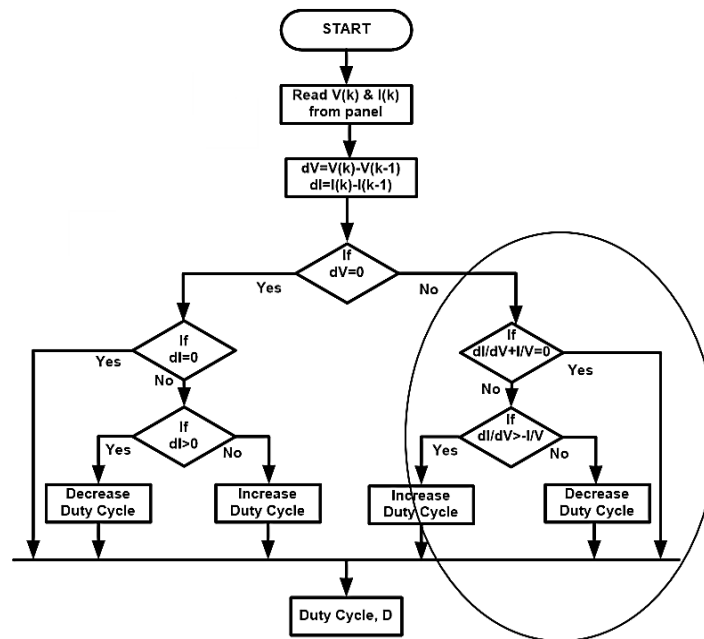 START
Read V(k) & I(k)
from panel
dV=V(k)-V(k-1)
dI=I(k)-I(k-1)
If
dV=0
Yes
No
If
dI=0
Yes
No
If
dI/dV+I/V=0
Yes
No
If
dI>0
Yes
No
If
dI/dV>-I/V
Yes
No
Decrease
Duty Cycle
Increase
Duty Cycle
Increase
Duty Cycle
Decrease
Duty Cycle
Duty Cycle, D